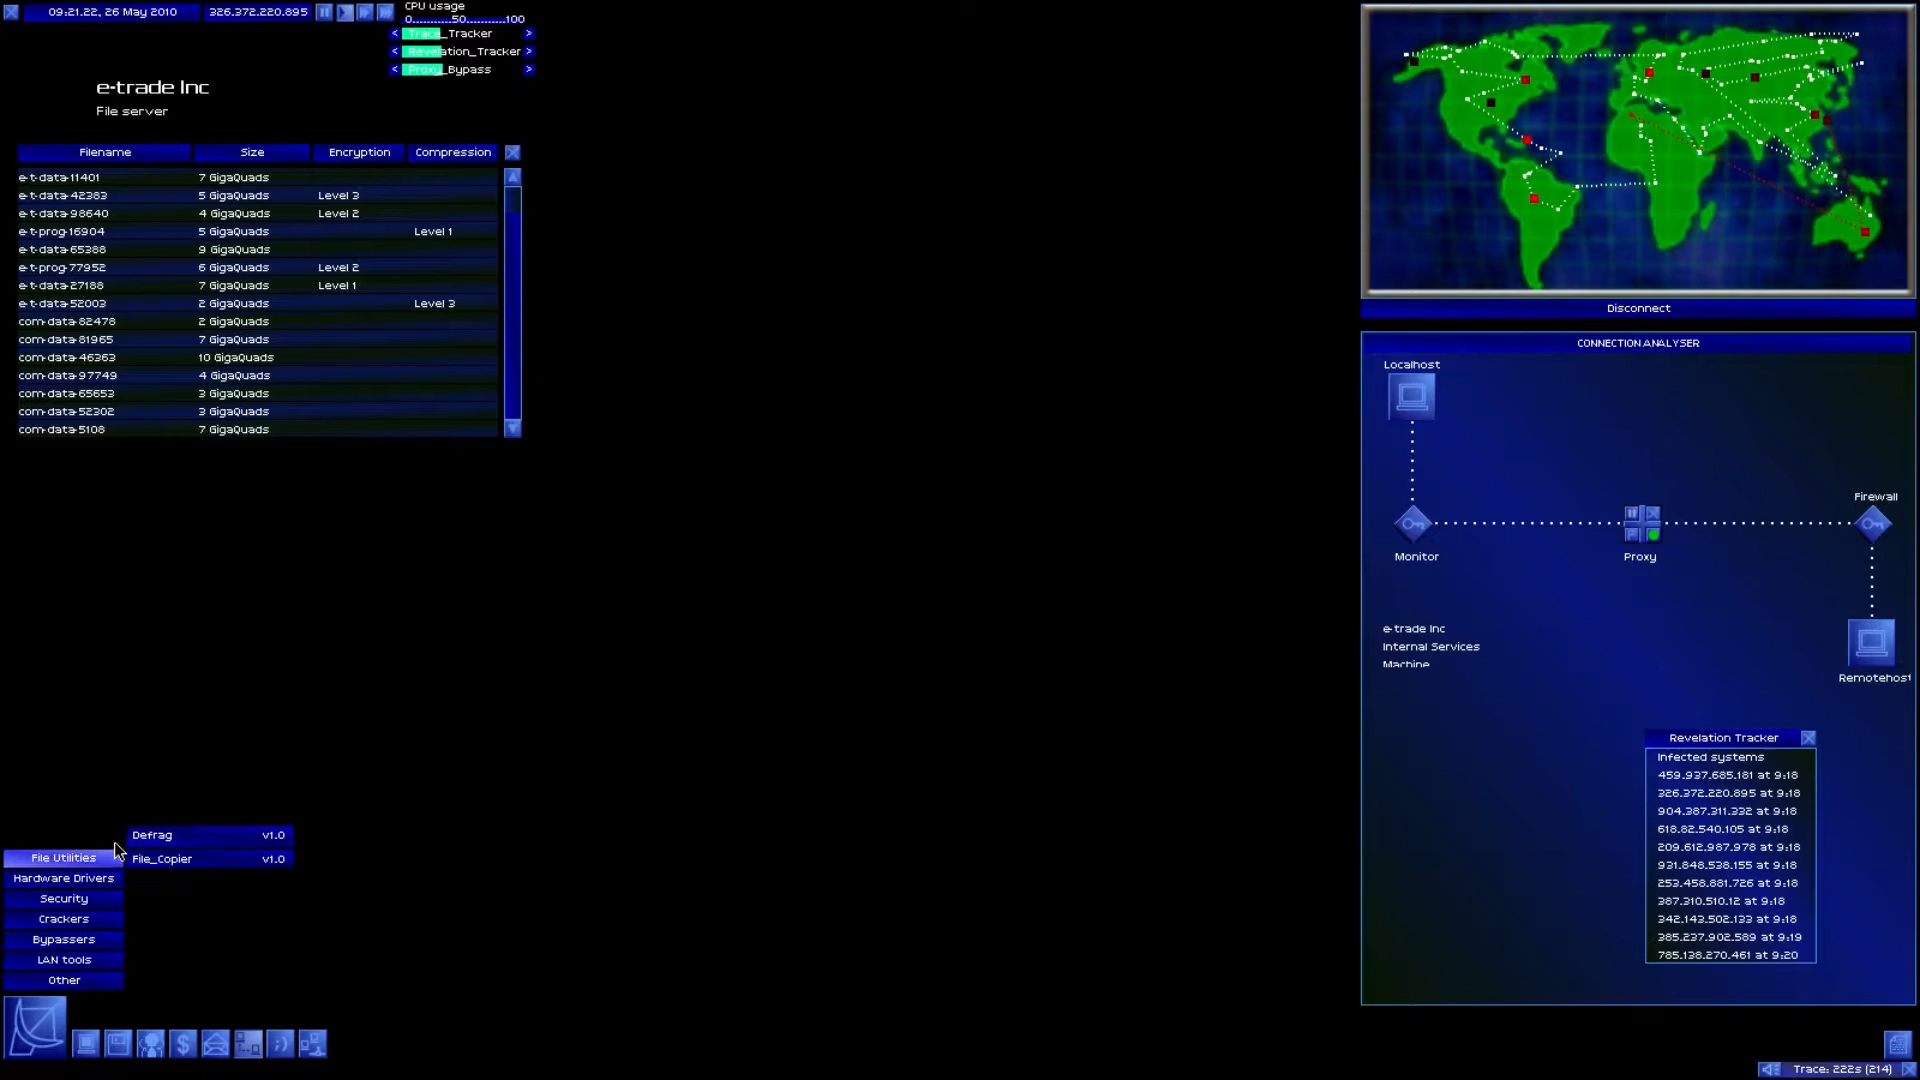 09:21.22, 26 May 2010 326.372.220.895
CPU usage
0..........50..........100
< Trace_Tracker >
< Revelation_Tracker >
< Proxy_Bypass >
e-trade Inc
File server
Filename Size Encryption Compression
e-t-data-11401 7 GigaQuads
e-t-data-42383 5 GigaQuads Level 3
e-t-data-98640 4 GigaQuads Level 2
e-t-prog-16904 5 GigaQuads Level 1
e-t-data-65388 9 GigaQuads
e-t-prog-77952 6 GigaQuads Level 2
e-t-data-27188 7 GigaQuads Level 1
e-t-data-52003 2 GigaQuads Level 3
com-data-82478 2 GigaQuads
com-data-81965 7 GigaQuads
com-data-46363 10 GigaQuads
com-data-97749 4 GigaQuads
com-data-65653 3 GigaQuads
com-data-52302 3 GigaQuads
com-data-5108 7 GigaQuads
Disconnect
CONNECTION ANALYSER
Localhost
Firewall
Monitor
Proxy
e-trade Inc
Internal Services
Machine
Remotehost
Revelation Tracker
Infected systems
459.937.685.181 at 9:18
326.372.220.895 at 9:18
904.387.311.332 at 9:18
618.82.540.105 at 9:18
209.612.987.978 at 9:18
931.848.538.155 at 9:18
253.458.881.726 at 9:18
387.310.510.12 at 9:18
342.143.502.133 at 9:18
385.237.902.589 at 9:19
785.138.270.461 at 9:20
Defrag v1.0
File_Copier v1.0
File Utilities
Hardware Drivers
Security
Crackers
Bypassers
LAN tools
Other
Trace: 222s (214)